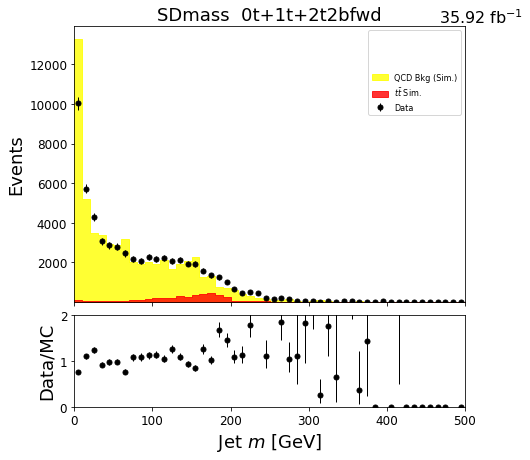 SDmass 0t+1t+2t2bfwd
35.92 fb⁻¹
QCD Bkg (Sim.)
tt̄ Sim.
Data
Events
12000
10000
8000
6000
4000
2000
Data/MC
2
1
0
0 100 200 300 400 500
Jet m [GeV]